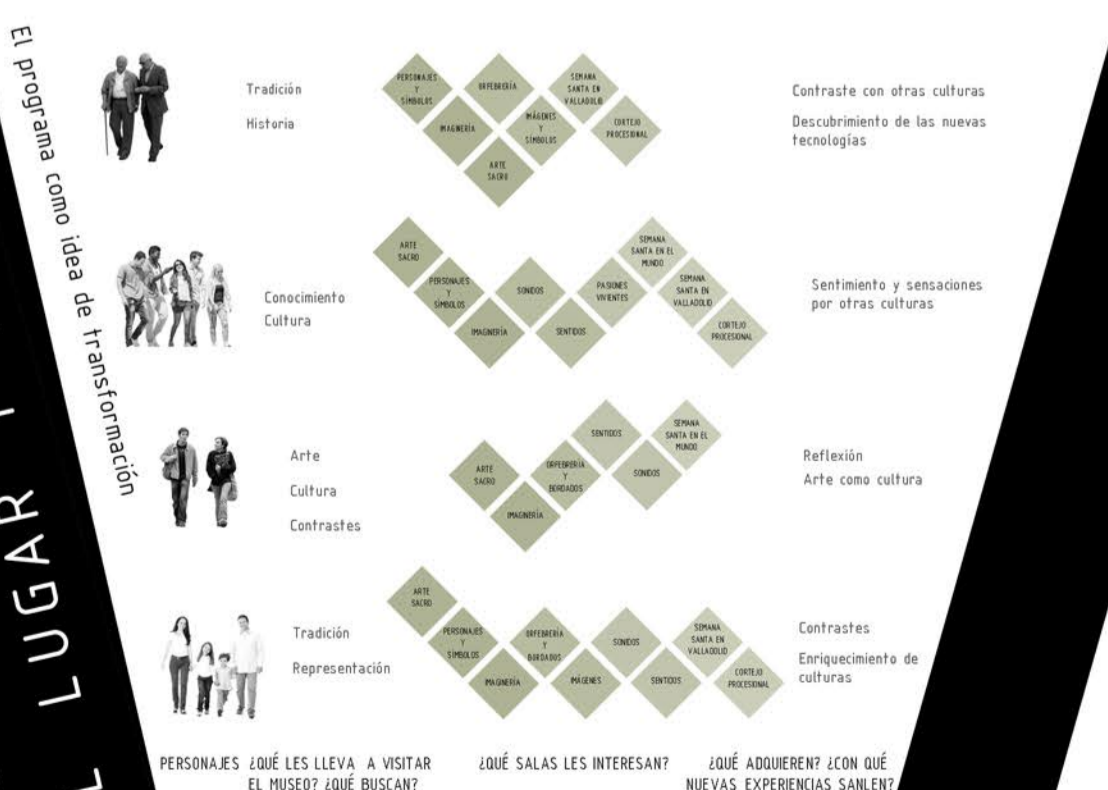 El programa como idea de transformación
LUGAR
Tradición
Historia
PERSONAJES
Y
SÍMBOLOS
ORFEBRERÍA
SEMANA
SANTA EN
VALLADOLID
IMAGINERÍA
IMÁGENES
Y
SÍMBOLOS
CORTEJO
PROCESIONAL
ARTE
SACRO
Contraste con otras culturas
Descubrimiento de las nuevas
tecnologías
Conocimiento
Cultura
ARTE
SACRO
PERSONAJES
Y
SÍMBOLOS
IMAGINERÍA
SONIDOS
SENTIDOS
PASIONES
VIVIENTES
SEMANA
SANTA EN EL
MUNDO
SEMANA
SANTA EN
VALLADOLID
CORTEJO
PROCESIONAL
Sentimiento y sensaciones
por otras culturas
Arte
Cultura
Contrastes
ARTE
SACRO
IMAGINERÍA
ORFEBRERÍA
Y
BORDADOS
SENTIDOS
SONIDOS
SEMANA
SANTA EN EL
MUNDO
Reflexión
Arte como cultura
Tradición
Representación
ARTE
SACRO
PERSONAJES
Y
SÍMBOLOS
IMAGINERÍA
ORFEBRERÍA
Y
BORDADOS
IMÁGENES
SONIDOS
SENTIDOS
SEMANA
SANTA EN
VALLADOLID
CORTEJO
PROCESIONAL
Contrastes
Enriquecimiento de
culturas
PERSONAJES ¿QUÉ LES LLEVA A VISITAR
EL MUSEO? ¿QUÉ BUSCAN?
¿QUÉ SALAS LES INTERESAN?
¿QUÉ ADQUIEREN? ¿CON QUÉ
NUEVAS EXPERIENCIAS SANLEN?